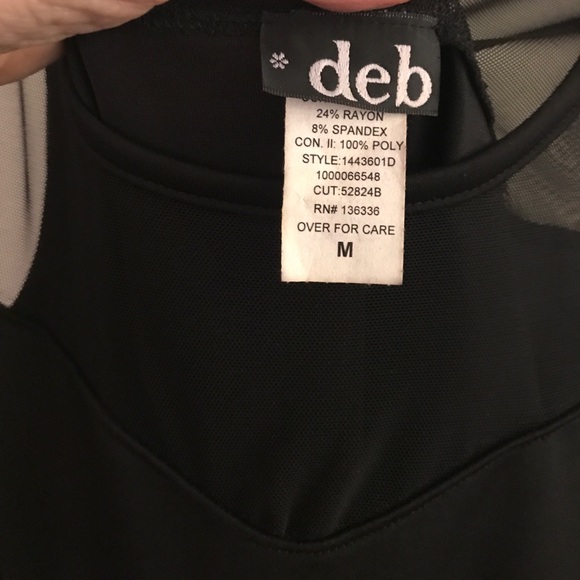 * deb
24% RAYON
8% SPANDEX
CON. II: 100% POLY
STYLE:1443601D
1000066548
CUT:52824B
RN# 136336
OVER FOR CARE
M